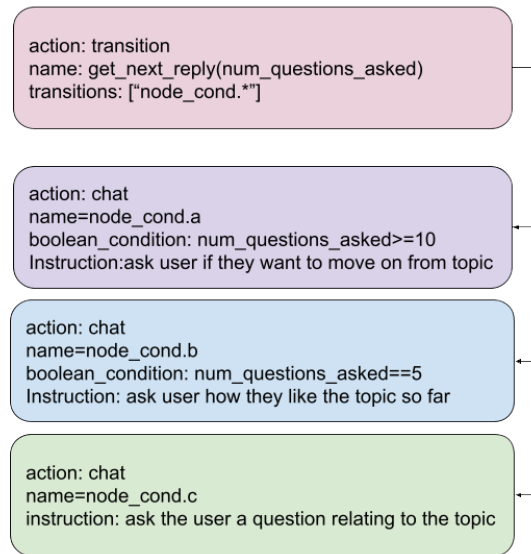 action: transition
name: get_next_reply(num_questions_asked)
transitions: [“node_cond.*”]
action: chat
name=node_cond.a
boolean_condition: num_questions_asked>=10
Instruction:ask user if they want to move on from topic
action: chat
name=node_cond.b
boolean_condition: num_questions_asked==5
Instruction: ask user how they like the topic so far
action: chat
name=node_cond.c
instruction: ask the user a question relating to the topic